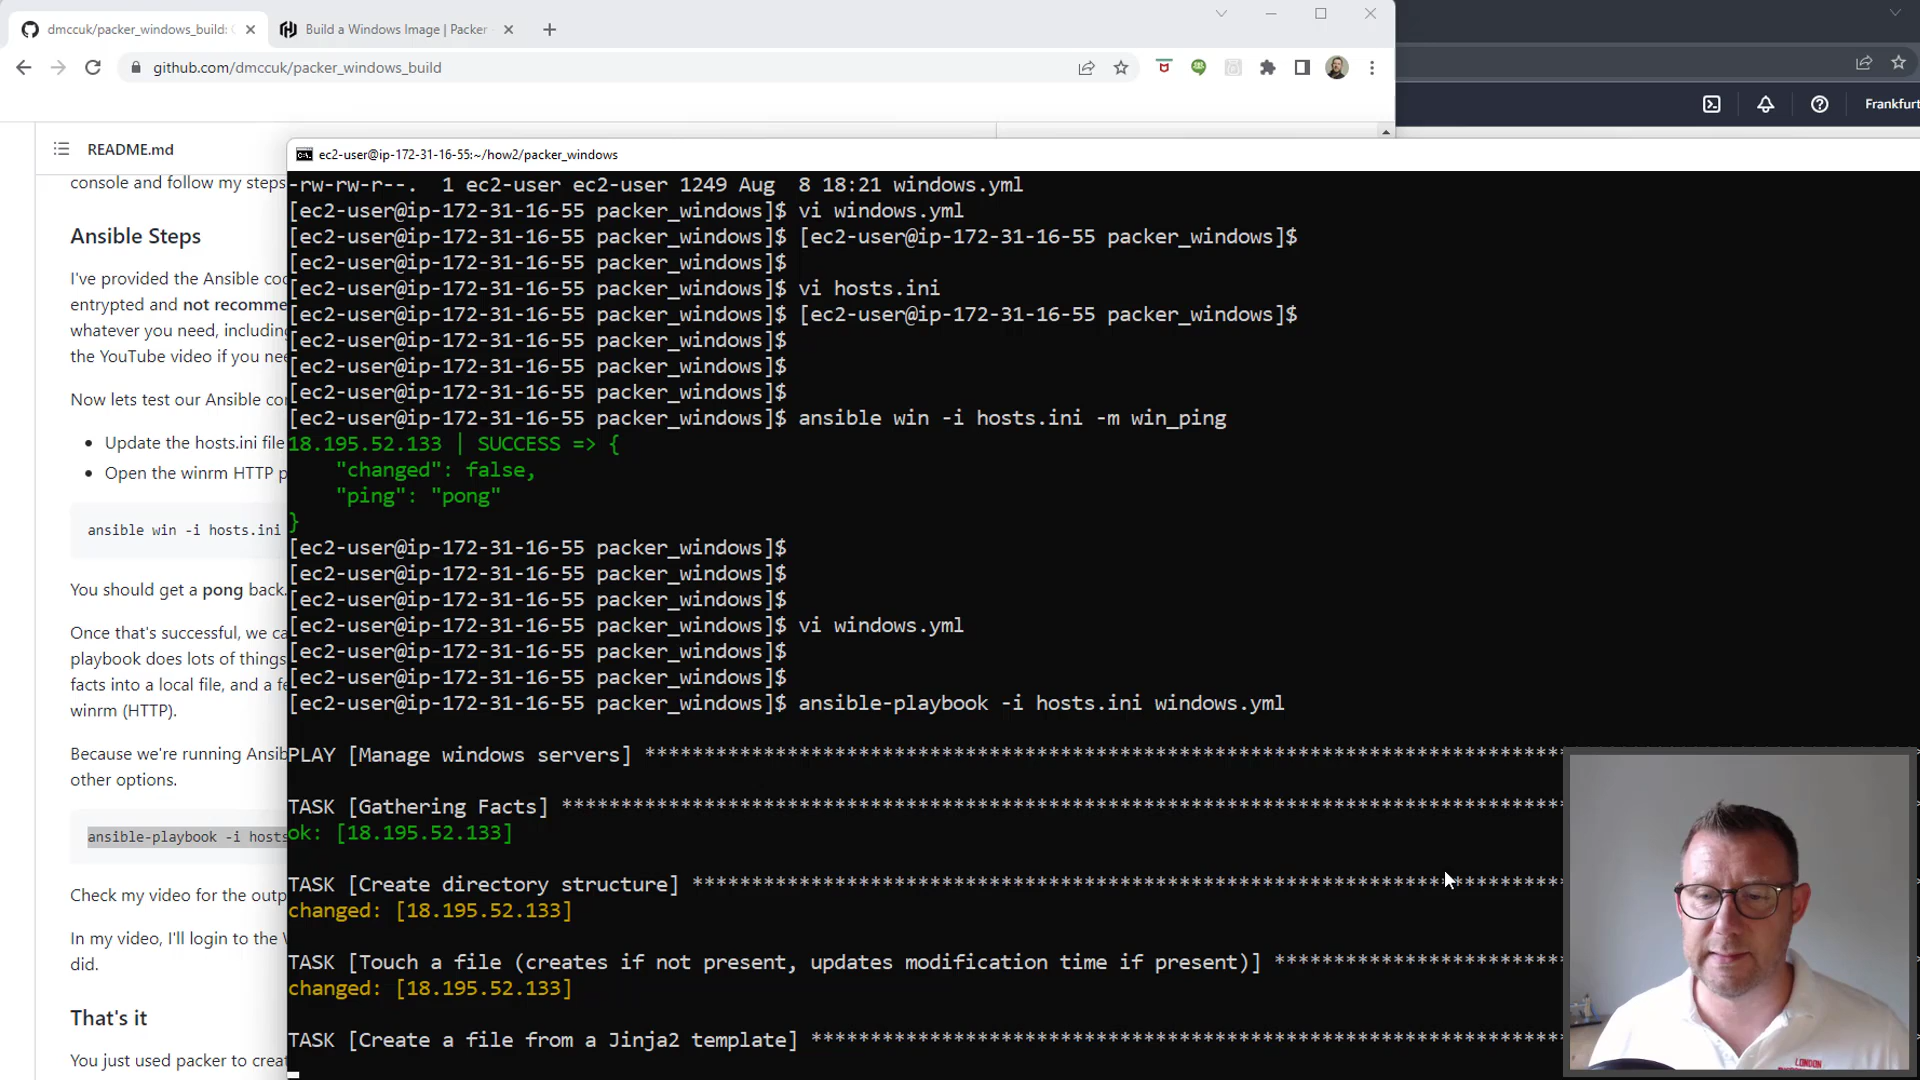 dmccuk/packer_windows_build:
Build a Windows Image | Packer
github.com/dmccuk/packer_windows_build
Frankfurt
README.md
console and follow my steps
Ansible Steps
I've provided the Ansible co
entrypted and not recomme
whatever you need, including
the YouTube video if you nee
Now lets test our Ansible co
Update the hosts.ini file
Open the winrm HTTP p
ansible win -i hosts.ini
You should get a pong back.
Once that's successful, we ca
playbook does lots of things
facts into a local file, and a fe
winrm (HTTP).
Because we're running Ansib
other options.
ansible-playbook -i hosts
Check my video for the outp
In my video, I'll login to the
did.
That's it
You just used packer to creat
ec2-user@ip-172-31-16-55:~/how2/packer_windows
-rw-rw-r--. 1 ec2-user ec2-user 1249 Aug 8 18:21 windows.yml
[ec2-user@ip-172-31-16-55 packer_windows]$ vi windows.yml
[ec2-user@ip-172-31-16-55 packer_windows]$ [ec2-user@ip-172-31-16-55 packer_windows]$
[ec2-user@ip-172-31-16-55 packer_windows]$
[ec2-user@ip-172-31-16-55 packer_windows]$ vi hosts.ini
[ec2-user@ip-172-31-16-55 packer_windows]$ [ec2-user@ip-172-31-16-55 packer_windows]$
[ec2-user@ip-172-31-16-55 packer_windows]$
[ec2-user@ip-172-31-16-55 packer_windows]$
[ec2-user@ip-172-31-16-55 packer_windows]$
[ec2-user@ip-172-31-16-55 packer_windows]$ ansible win -i hosts.ini -m win_ping
18.195.52.133 | SUCCESS => {
"changed": false,
"ping": "pong"
}
[ec2-user@ip-172-31-16-55 packer_windows]$
[ec2-user@ip-172-31-16-55 packer_windows]$
[ec2-user@ip-172-31-16-55 packer_windows]$
[ec2-user@ip-172-31-16-55 packer_windows]$ vi windows.yml
[ec2-user@ip-172-31-16-55 packer_windows]$
[ec2-user@ip-172-31-16-55 packer_windows]$
[ec2-user@ip-172-31-16-55 packer_windows]$ ansible-playbook -i hosts.ini windows.yml
PLAY [Manage windows servers] ******************************************************************************
TASK [Gathering Facts] *************************************************************************************
ok: [18.195.52.133]
TASK [Create directory structure] **************************************************************************
changed: [18.195.52.133]
TASK [Touch a file (creates if not present, updates modification time if present)] *************************
changed: [18.195.52.133]
TASK [Create a file from a Jinja2 template] ****************************************************************
LONDON